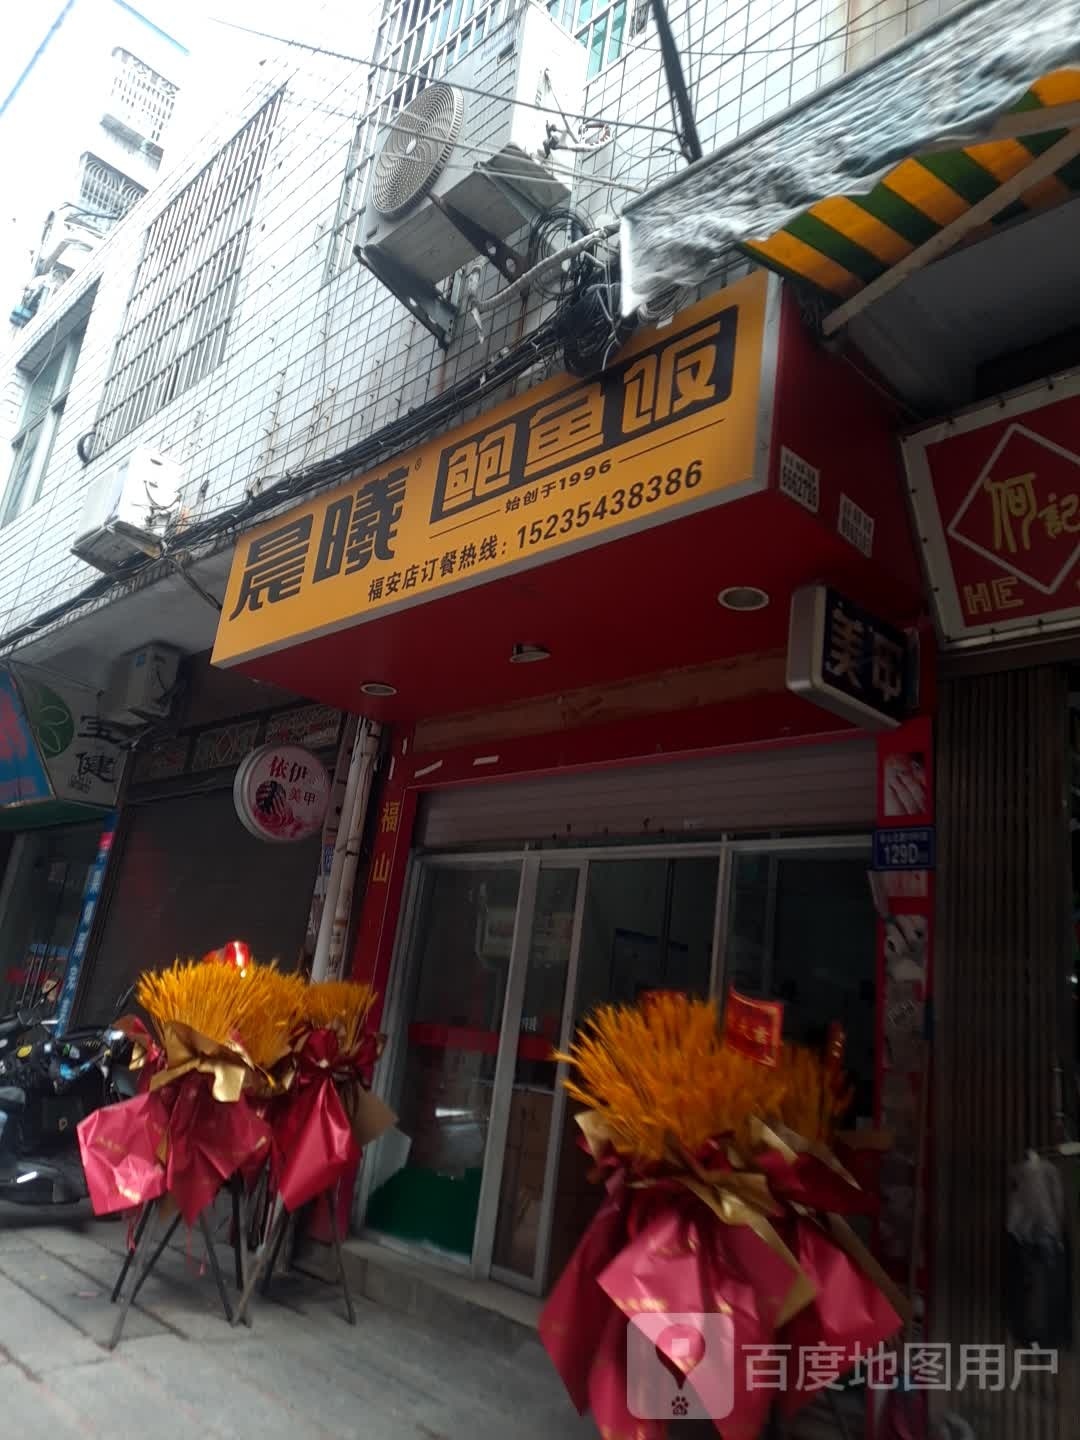 晨曦®
鲍鱼饭
始创于1996
福安店订餐热线：15235438386
何記
HE
美甲
依伊
美甲
福山
129D
百度地图用户